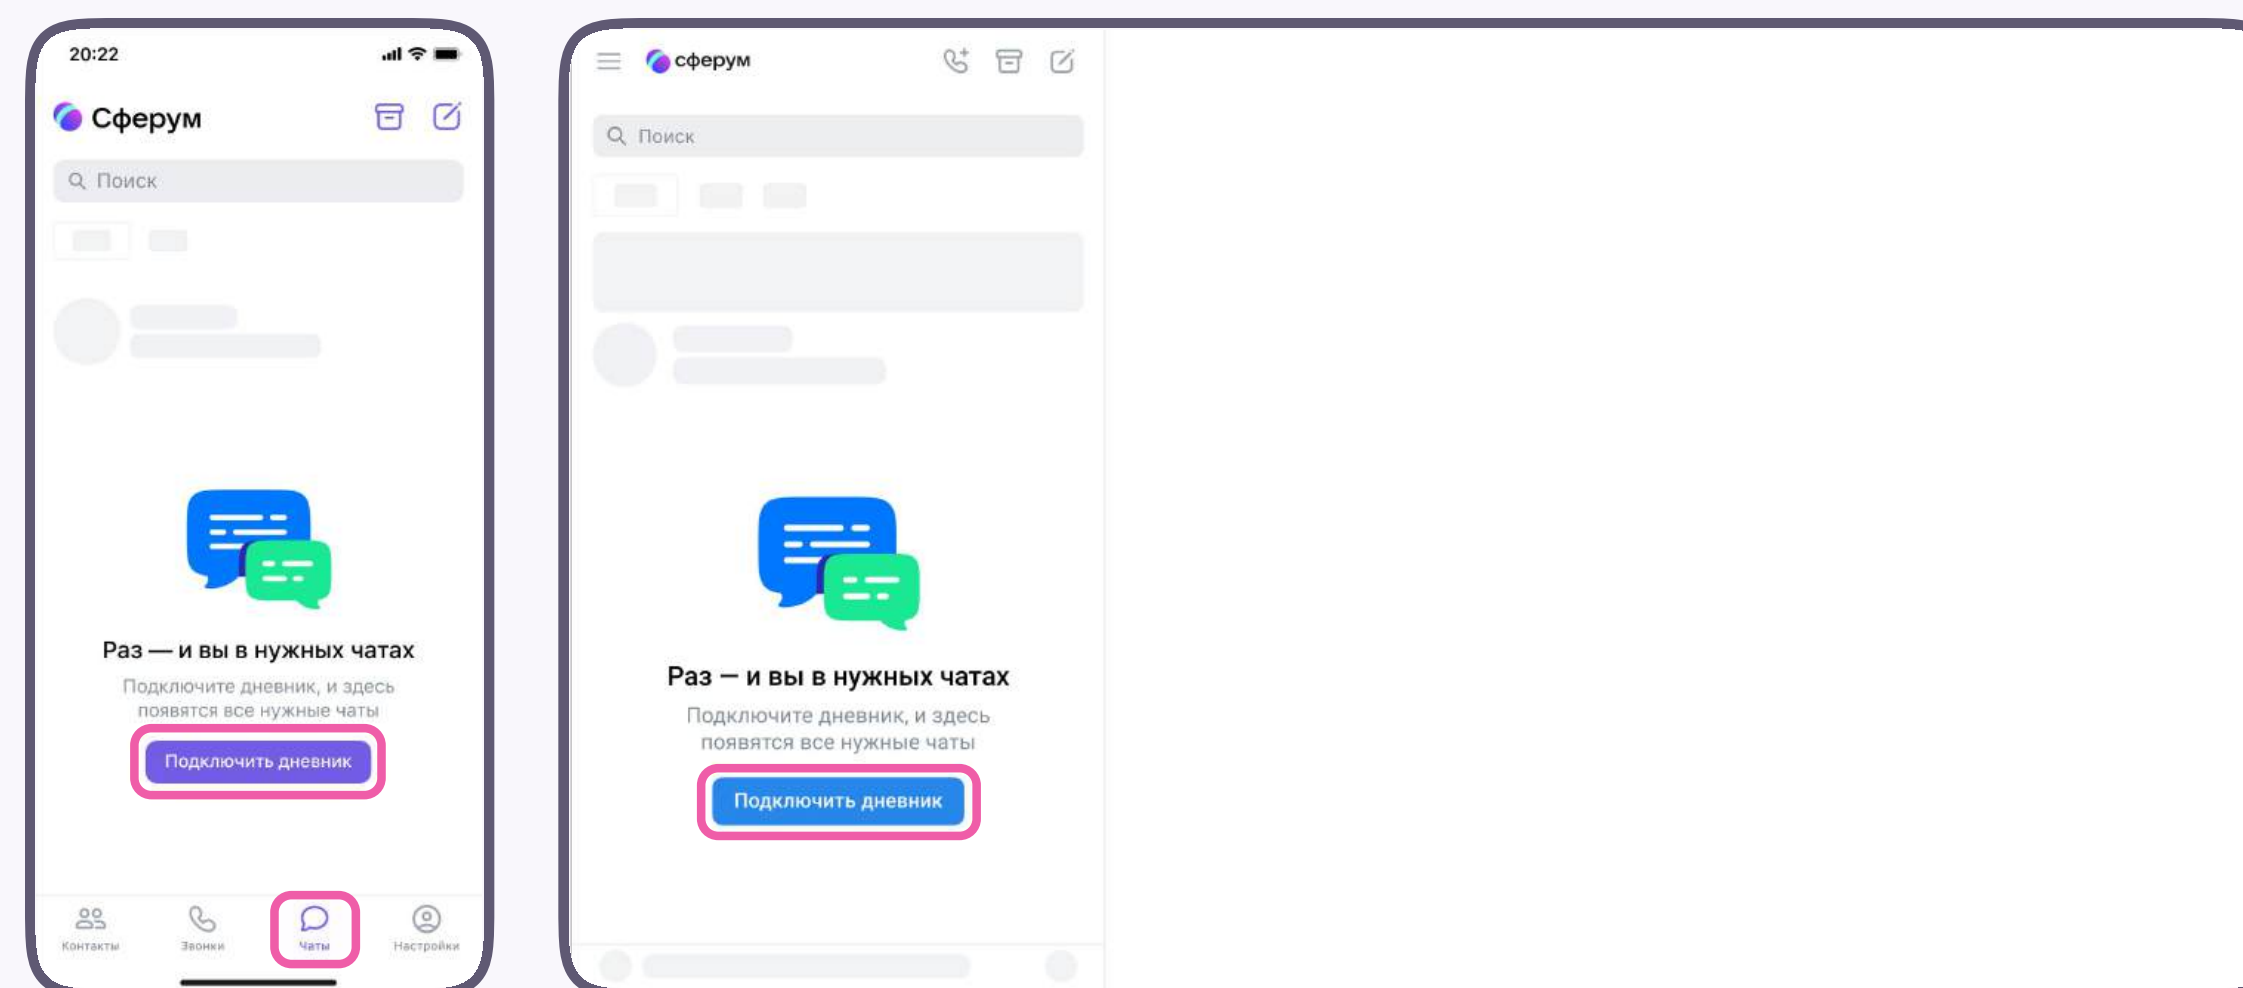 20:22
Сферум
Поиск
Раз — и вы в нужных чатах
Подключите дневник, и здесь
появятся все нужные чаты
Подключить дневник
Контакты
Звонки
Чаты
Настройки
сферум
Поиск
Раз — и вы в нужных чатах
Подключите дневник, и здесь
появятся все нужные чаты
Подключить дневник